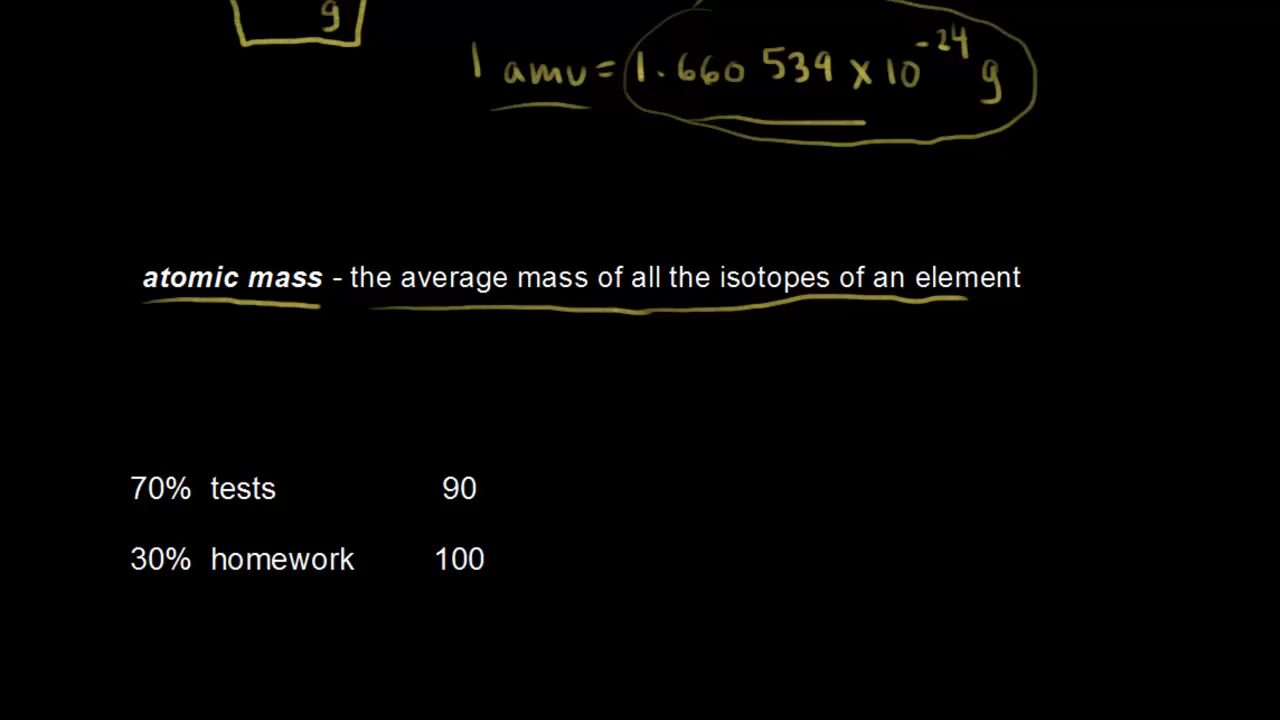 g
1 amu = 1.660 539 x 10^-24 g
atomic mass - the average mass of all the isotopes of an element
70% tests 90
30% homework 100